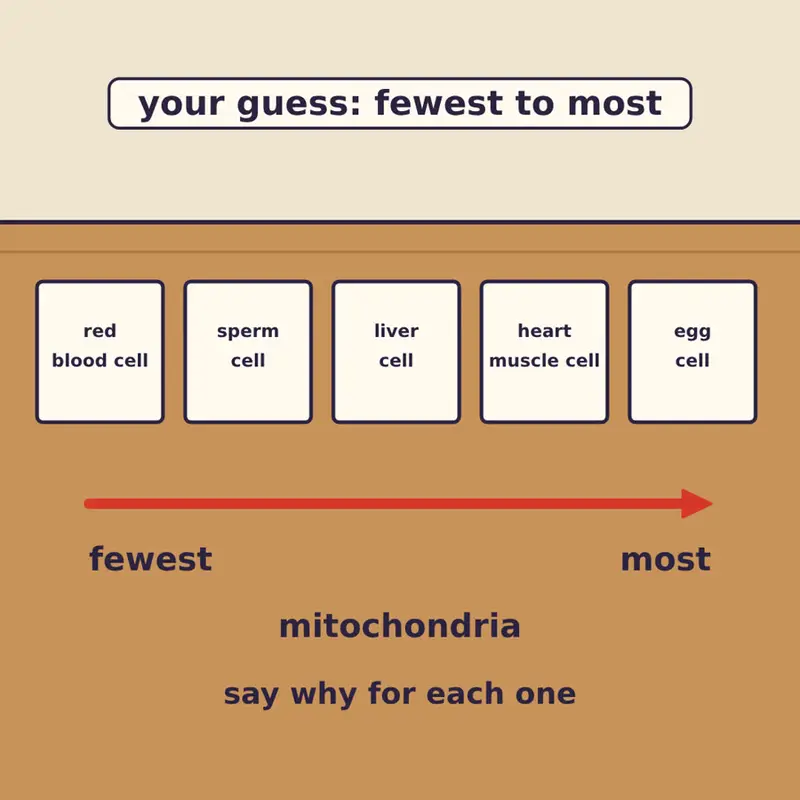 your guess: fewest to most
red
blood cell
sperm
cell
liver
cell
heart
muscle cell
egg
cell
fewest
most
mitochondria
say why for each one